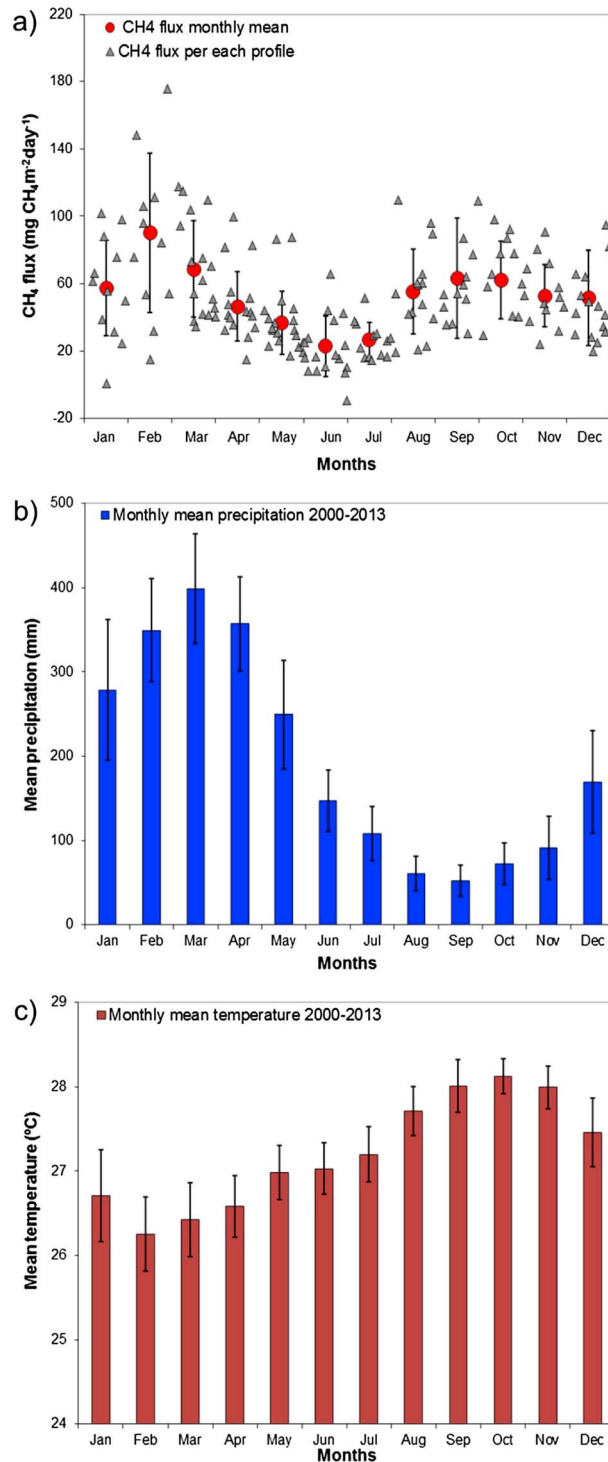 a)
CH4 flux monthly mean
CH4 flux per each profile
CH₄ flux (mg CH₄m⁻²day⁻¹)
220
180
140
100
60
20
-20
Jan Feb Mar Apr May Jun Jul Aug Sep Oct Nov Dec
Months
b)
Monthly mean precipitation 2000-2013
Mean precipitation (mm)
500
400
300
200
100
0
Jan Feb Mar Apr May Jun Jul Aug Sep Oct Nov Dec
Months
c)
Monthly mean temperature 2000-2013
Mean temperature (ºC)
29
28
27
26
25
24
Jan Feb Mar Apr May Jun Jul Aug Sep Oct Nov Dec
Months